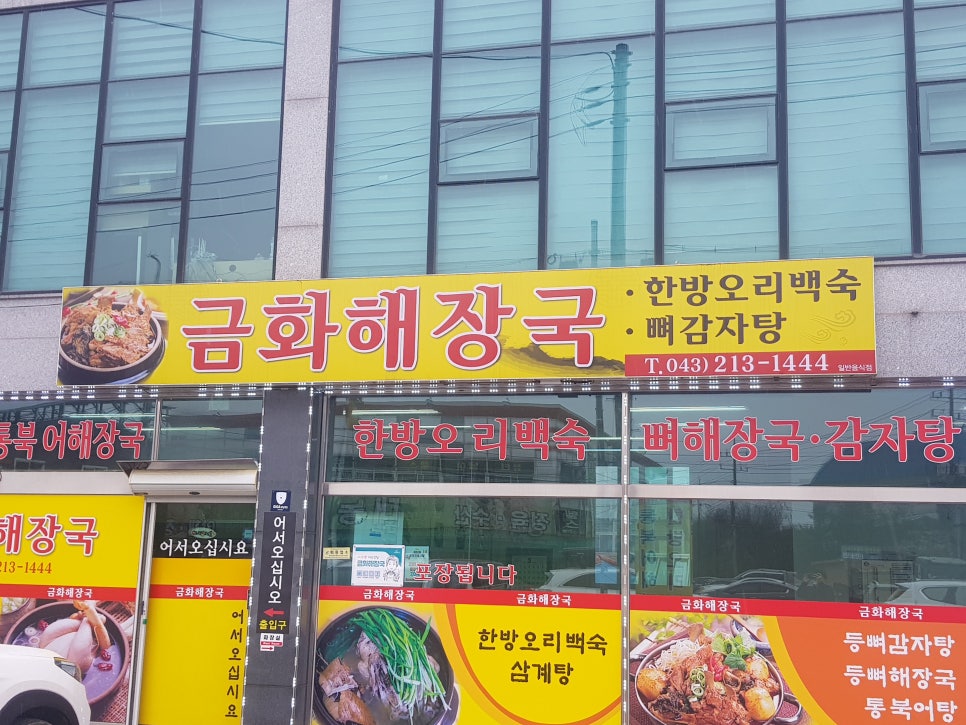 금화해장국
· 한방오리백숙
· 뼈감자탕
T. 043) 213-1444
일반음식점
통북어해장국
한방오리백숙
뼈해장국·감자탕
해장국
213-1444
어서오십시요
어서오십시오
출입구
화장실
포장됩니다
금화해장국
금화해장국
금화해장국
금화해장국
금화해장국
금화해장국
어서오십시요
한방오리백숙
삼계탕
등뼈감자탕
등뼈해장국
통북어탕